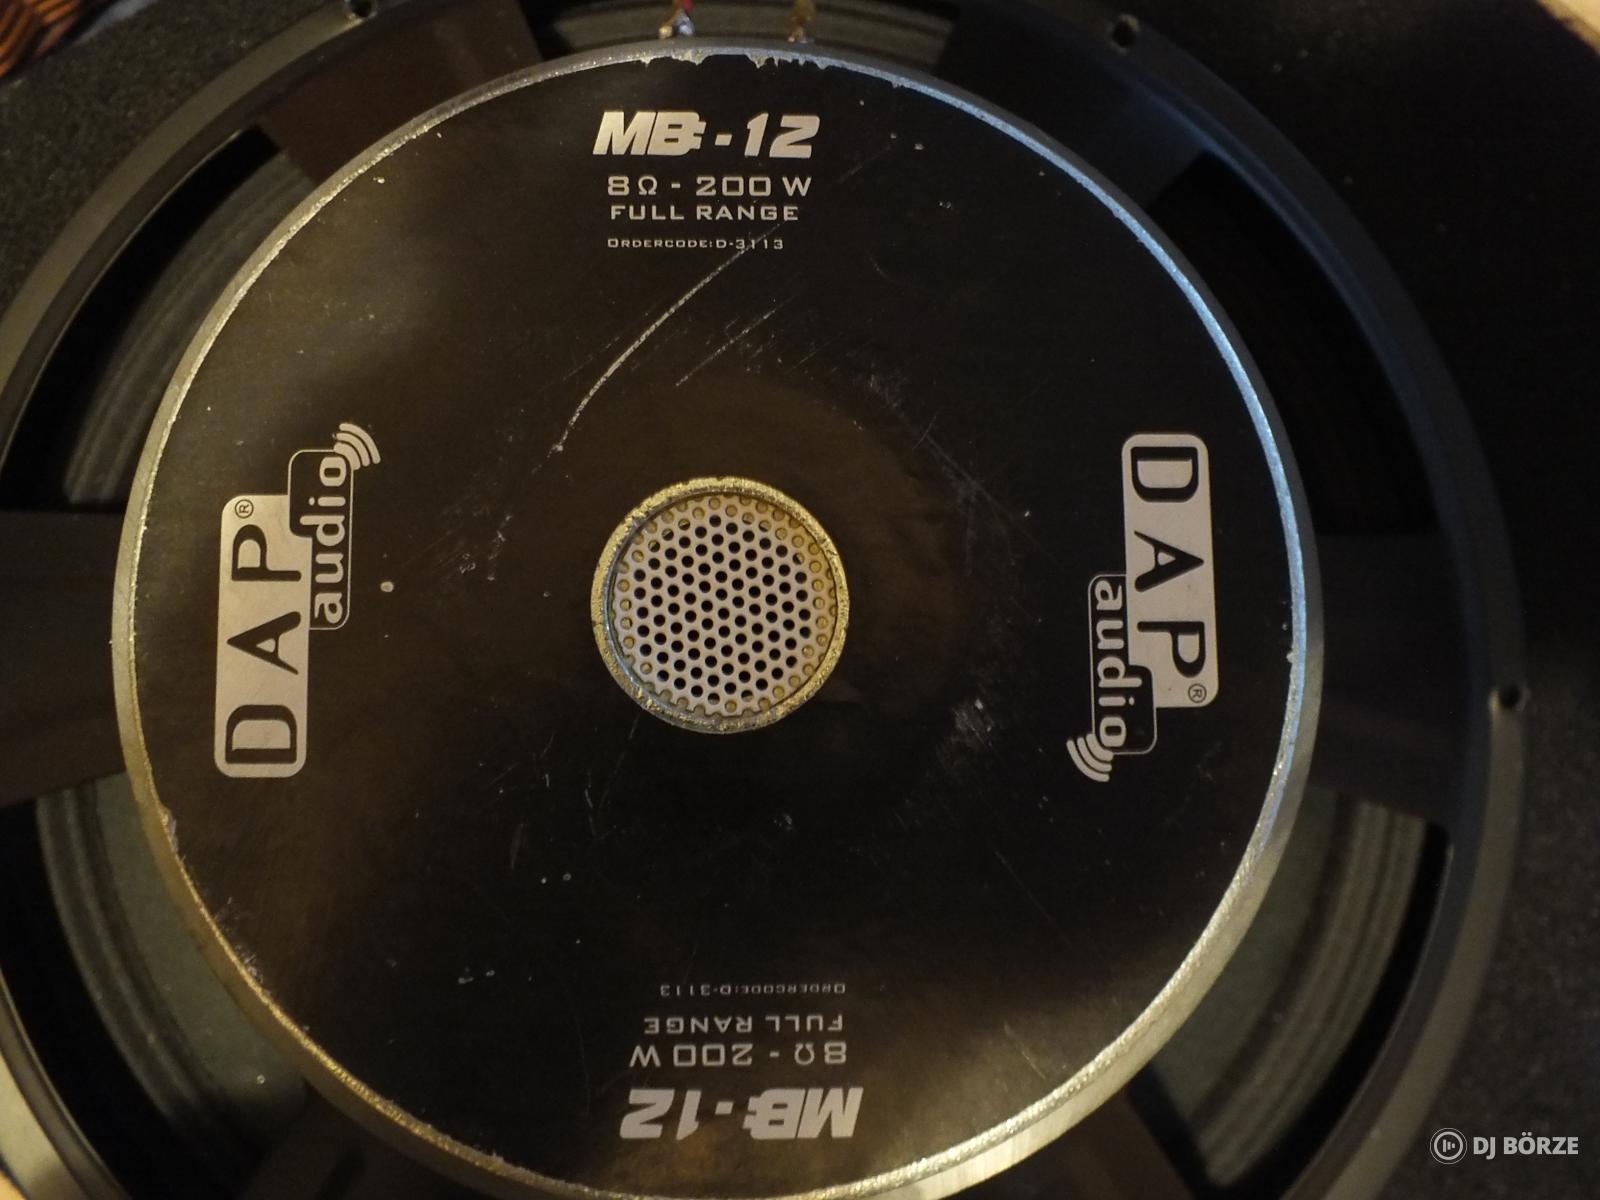 MB-12
8Ω - 200 W
FULL RANGE
ORDERCODE:D-3113
DAP®
audio
DAP®
audio
ORDERCODE:D-3113
FULL RANGE
8Ω - 200 W
MB-12
DJ BÖRZE